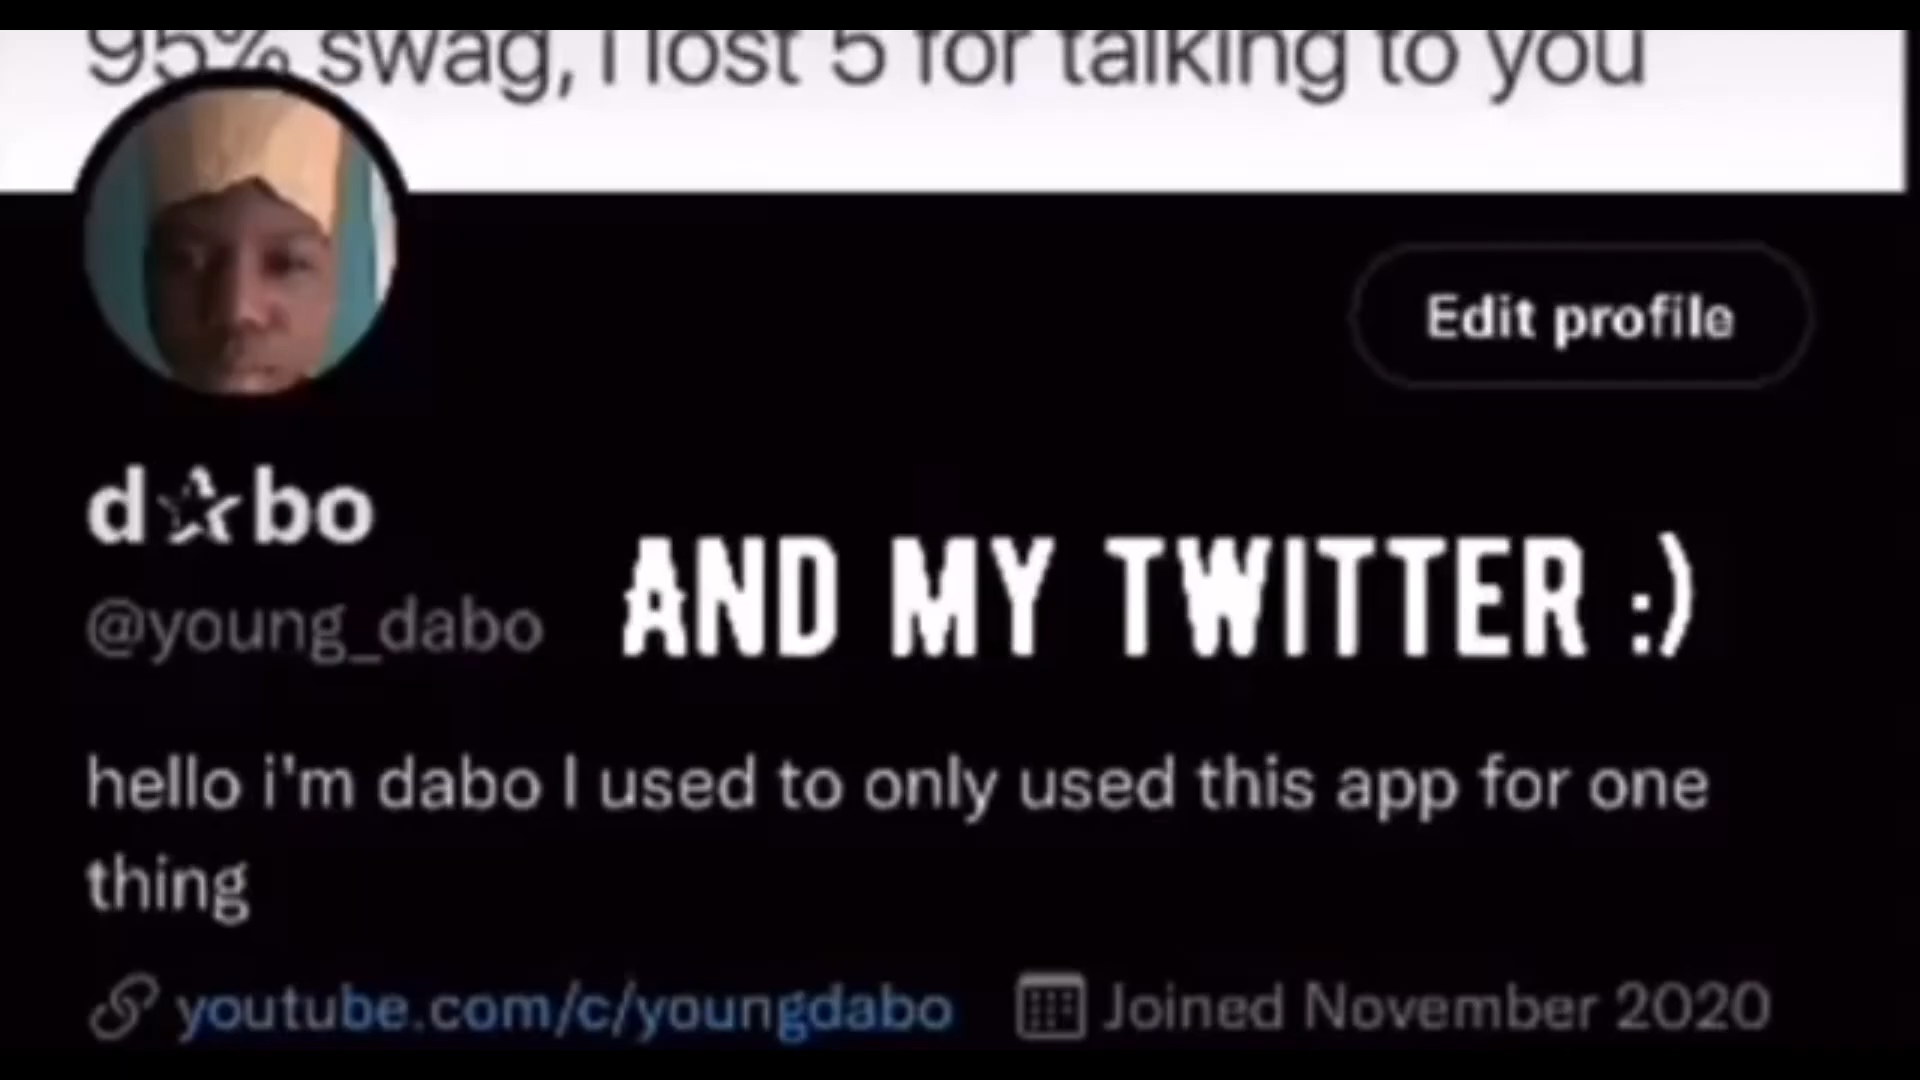 95% swag, I lost 5 for talking to you
Edit profile
d☆bo
@young_dabo
AND MY TWITTER :)
hello i'm dabo I used to only used this app for one
thing
youtube.com/c/youngdabo
Joined November 2020